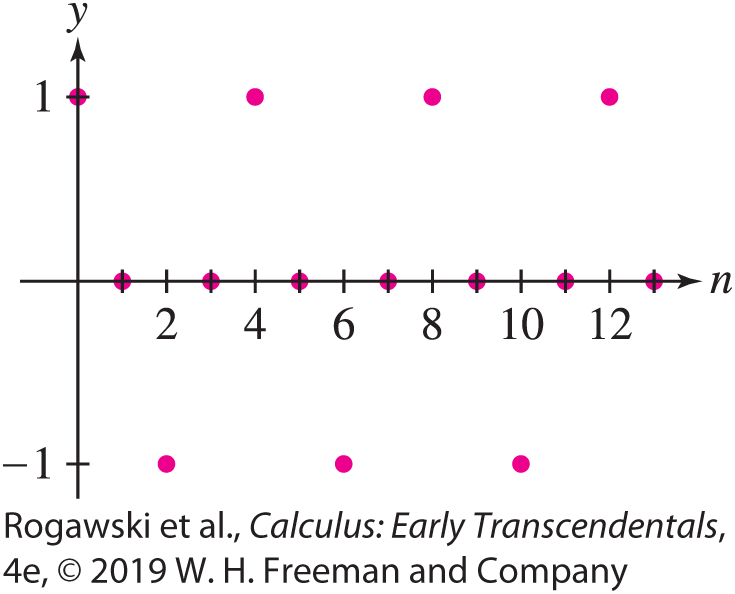 y
1
n
2 4 6 8 10 12
−1
Rogawski et al., Calculus: Early Transcendentals,
4e, © 2019 W. H. Freeman and Company